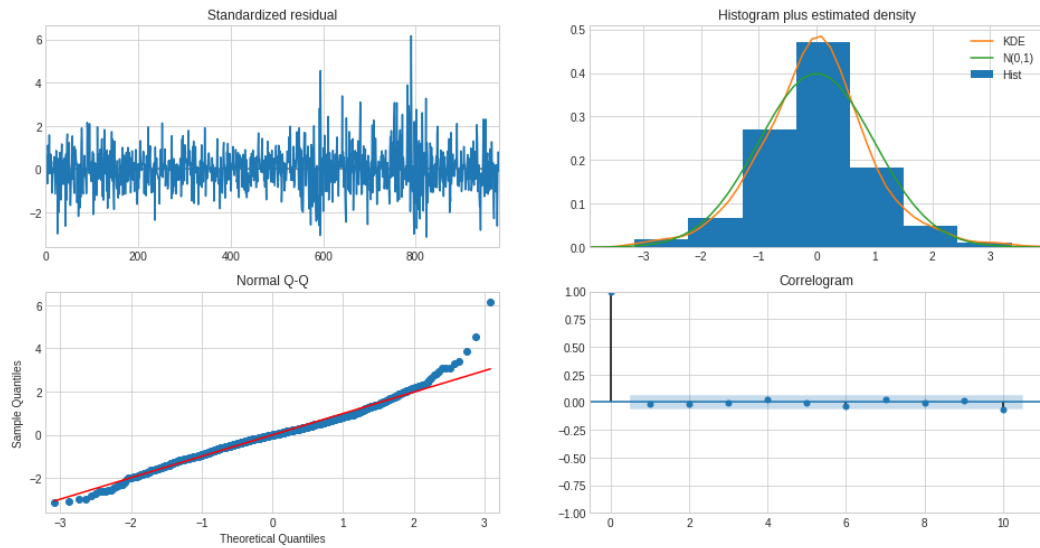 Standardized residual
6
4
2
0
−2
0 200 400 600 800
Histogram plus estimated density
0.5
0.4
0.3
0.2
0.1
0.0
−3 −2 −1 0 1 2 3
KDE
N(0,1)
Hist
Normal Q-Q
Sample Quantiles
6
4
2
0
−2
−3 −2 −1 0 1 2 3
Theoretical Quantiles
Correlogram
1.00
0.75
0.50
0.25
0.00
−0.25
−0.50
−0.75
−1.00
0 2 4 6 8 10